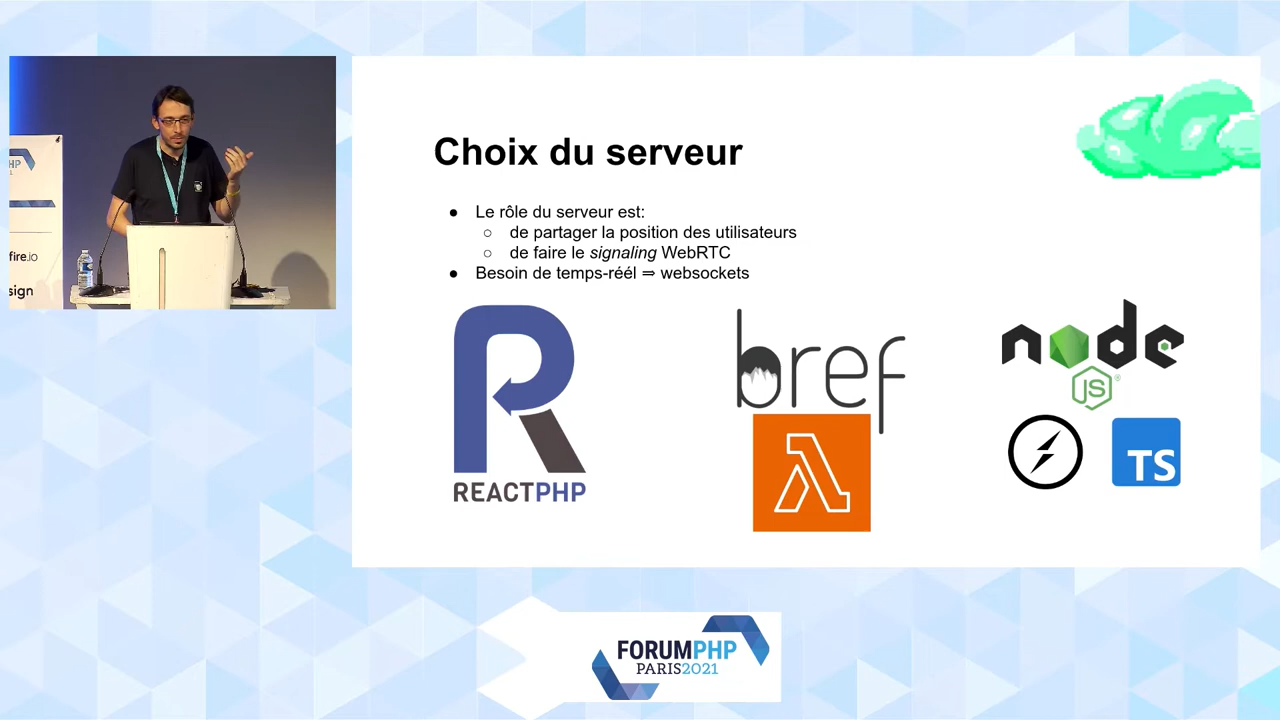 HP
fire.io
sign
Choix du serveur
● Le rôle du serveur est:
○ de partager la position des utilisateurs
○ de faire le signaling WebRTC
● Besoin de temps-réél ⇒ websockets
REACTPHP
bref
node
JS
TS
FORUMPHP
PARIS2021